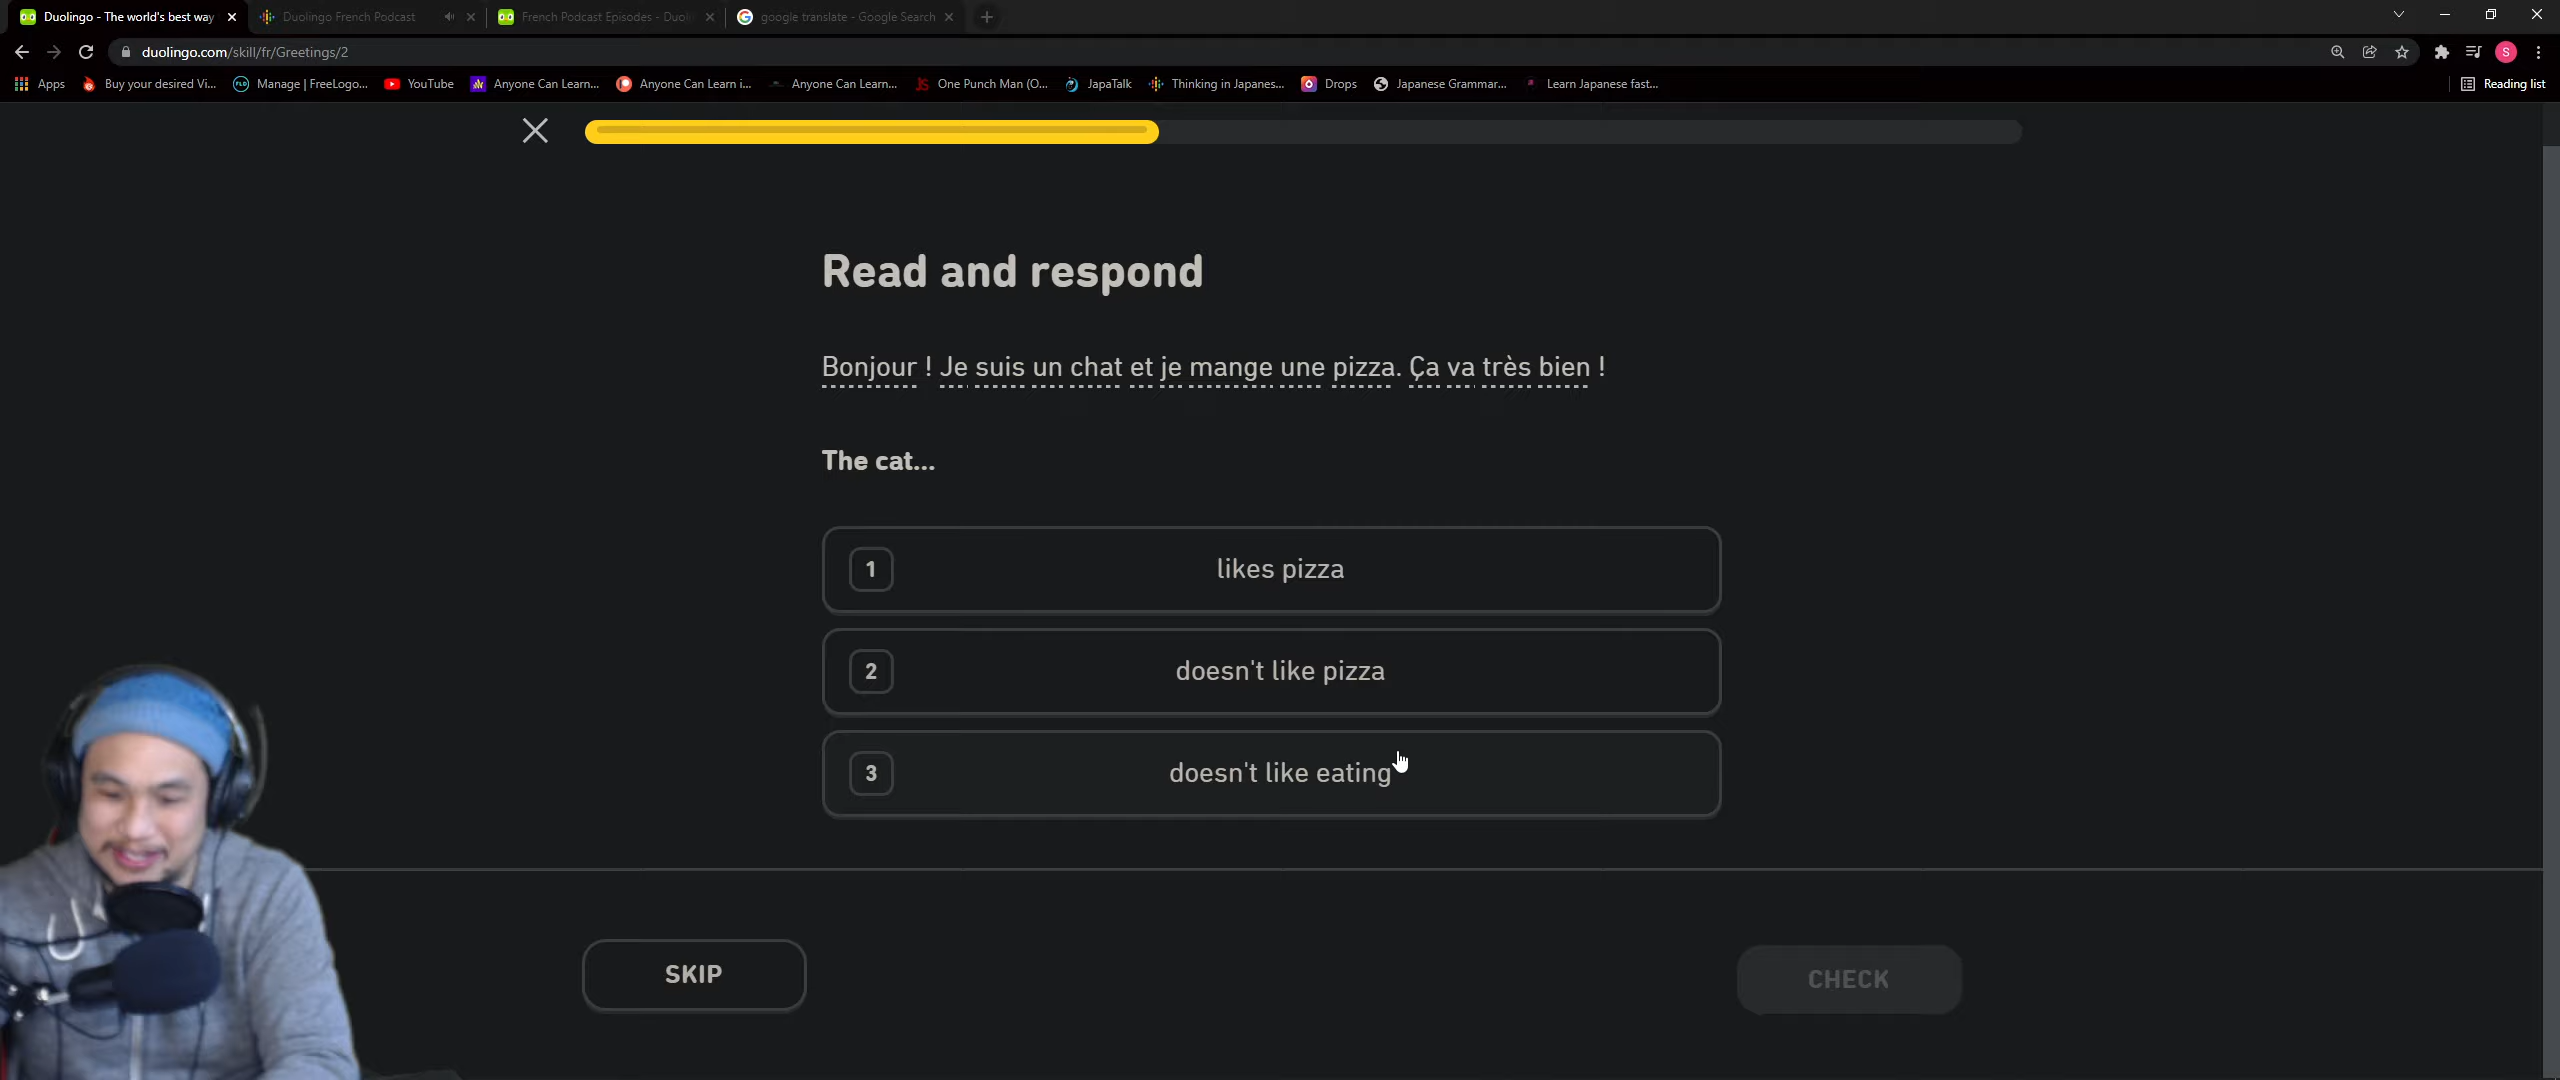 Duolingo - The world's best way
Duolingo French Podcast
French Podcast Episodes - Duol
google translate - Google Search
duolingo.com/skill/fr/Greetings/2
S
Apps
Buy your desired Vi...
Manage | FreeLogo...
YouTube
Anyone Can Learn...
Anyone Can Learn i...
Anyone Can Learn...
One Punch Man (O...
JapaTalk
Thinking in Japanes...
Drops
Japanese Grammar...
Learn Japanese fast...
Reading list
Read and respond
Bonjour ! Je suis un chat et je mange une pizza. Ça va très bien !
The cat...
1 likes pizza
2 doesn't like pizza
3 doesn't like eating
SKIP
CHECK